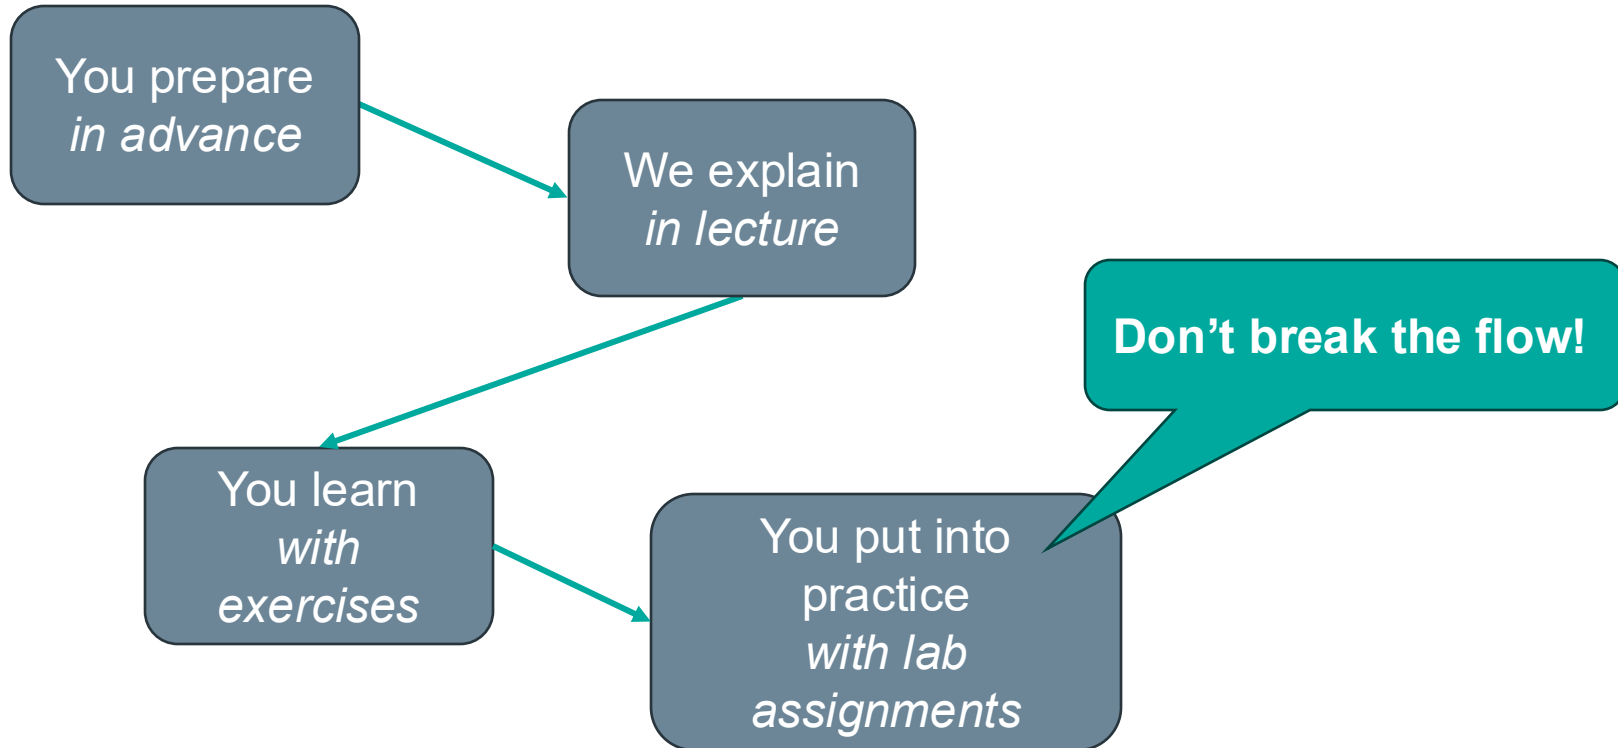 You prepare
in advance
We explain
in lecture
Don’t break the flow!
You learn
with
exercises
You put into
practice
with lab
assignments